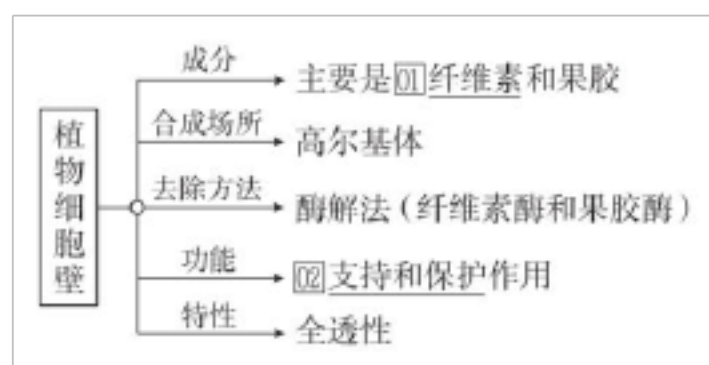 植物细胞壁
成分 主要是01纤维素和果胶
合成场所 高尔基体
去除方法 酶解法(纤维素酶和果胶酶)
功能 02支持和保护作用
特性 全透性